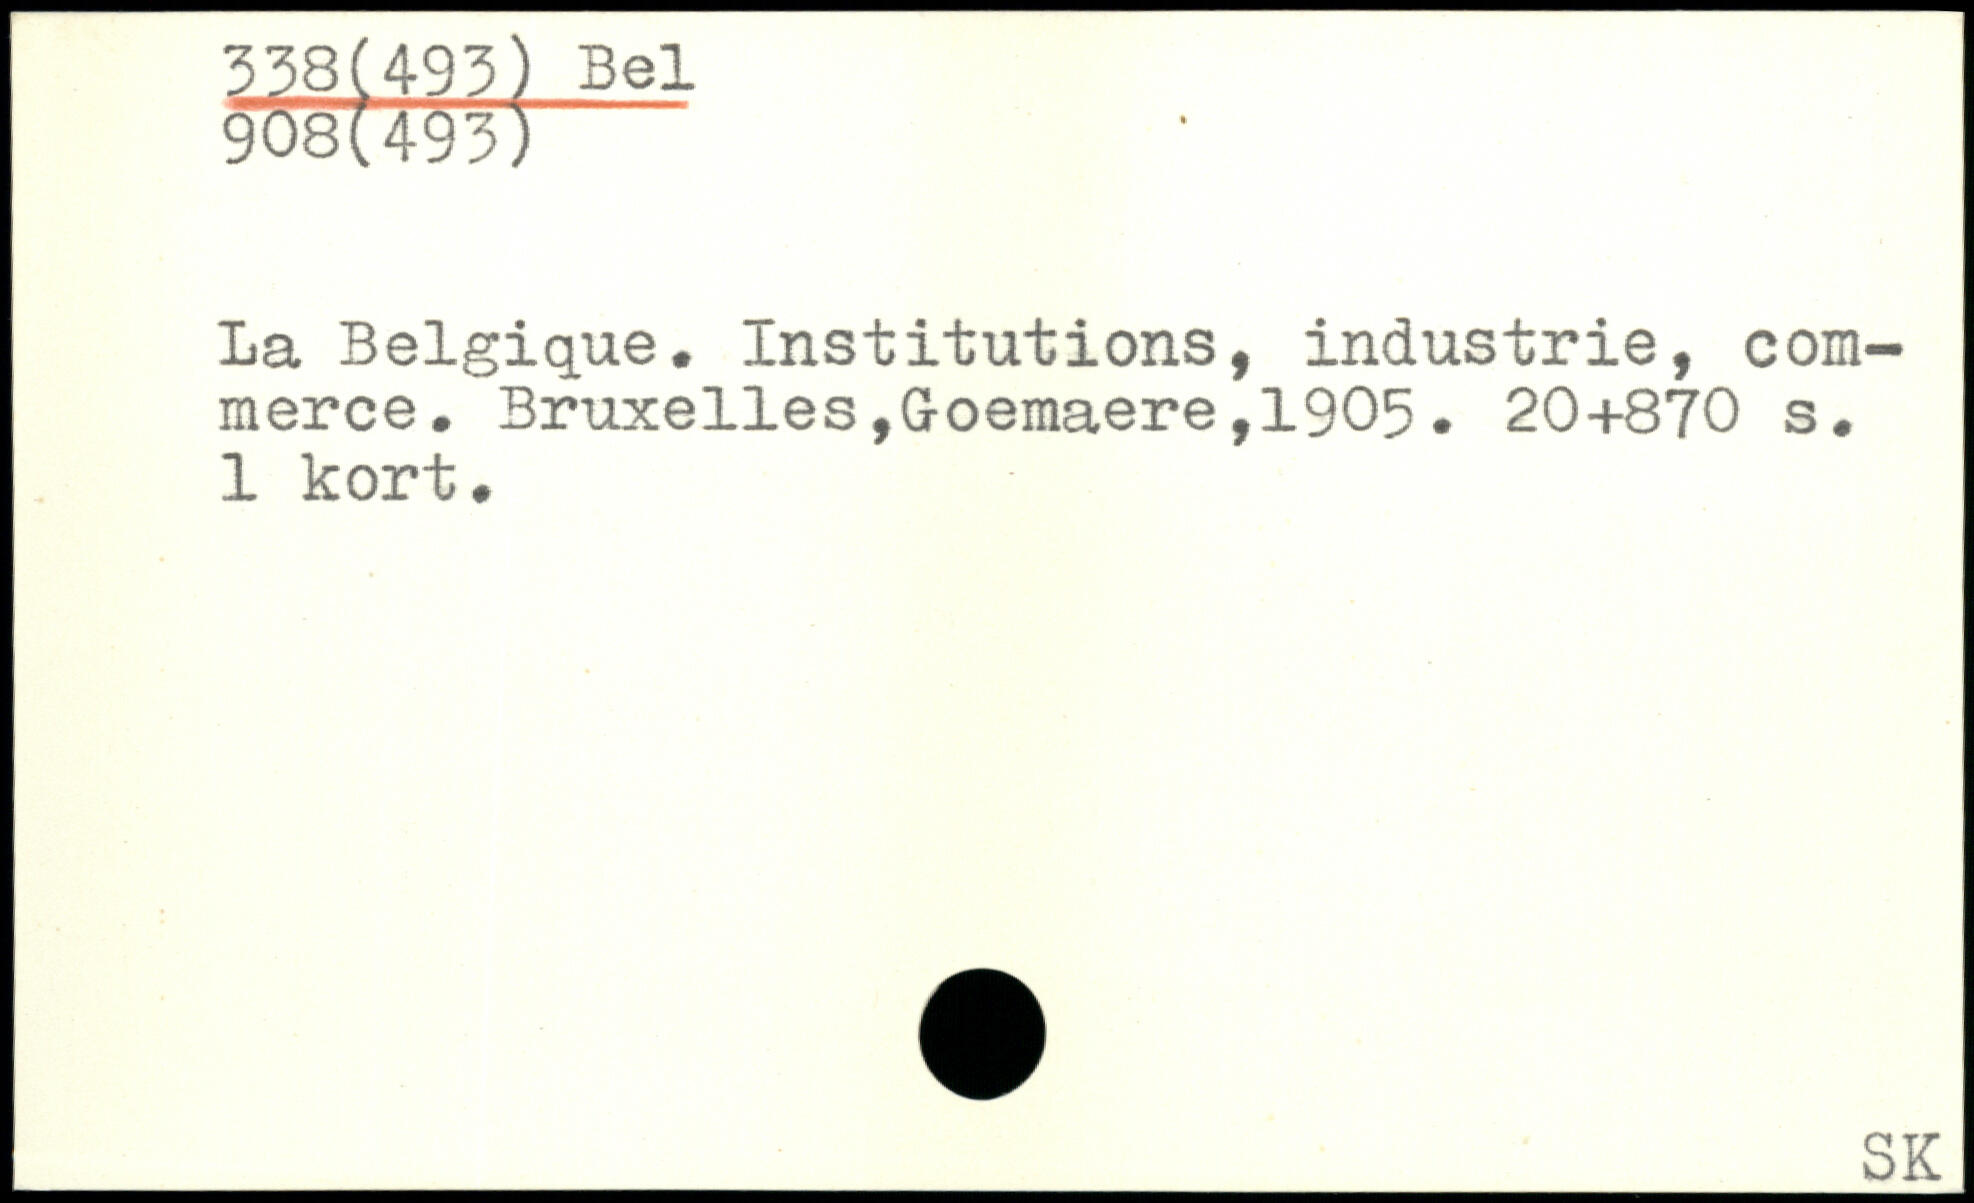 338(493) Bel
908(493)
La Belgique. Institutions, industrie, com-
merce. Bruxelles,Goemaere,1905. 20+870 s.
1 kort.
SK